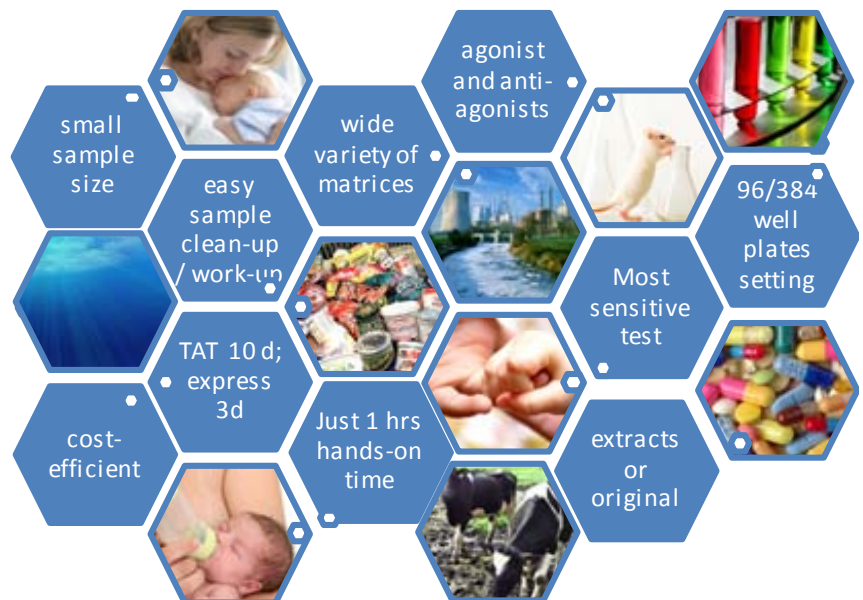 small
sample
size
easy
sample
clean-up
/ work-up
wide
variety of
matrices
agonist
and anti-
agonists
96/384
well
plates
setting
Most
sensitive
test
TAT 10 d;
express
3d
cost-
efficient
Just 1 hrs
hands-on
time
extracts
or
original